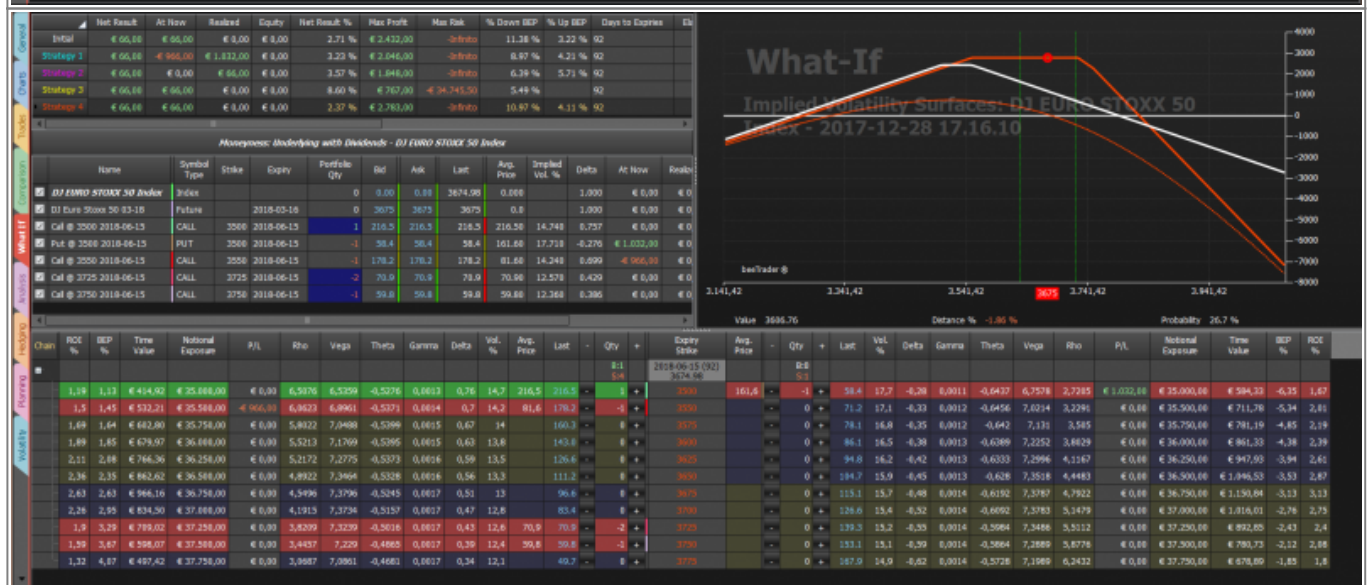 Net Result At Now Realized Equity Net Result % Max Profit Max Risk % Down BEP % Up BEP Days to Expiries
Initial € 66,00 € 66,00 € 0,00 € 0,00 2.71 % € 2.432,00 -Infinito 11.38 % 3.22 % 92
Strategy 1 € 66,00 -€ 966,00 € 1.032,00 € 0,00 3.23 % € 2.046,00 -Infinito 8.97 % 4.21 % 92
Strategy 2 € 66,00 € 0,00 € 66,00 € 0,00 3.57 % € 1.848,00 -Infinito 6.39 % 5.71 % 92
Strategy 3 € 66,00 € 66,00 € 0,00 € 0,00 8.60 % € 767,00 -€ 34.745,50 5.49 % 92
Strategy 4 € 66,00 € 66,00 € 0,00 € 0,00 2.37 % € 2.783,00 -Infinito 10.97 % 4.11 % 92
General
Charts
Trades
Comparison
What If
Analysis
Hedging
Planning
Volatility
Moneyness: Underlying with Dividends - DJ EURO STOXX 50 Index
Name Symbol Type Strike Expiry Portfolio Qty Bid Ask Last Avg. Price Implied Vol. % Delta At Now
DJ EURO STOXX 50 Index Index 0 0.00 0.00 3674.98 0.000 1.000 € 0,00
DJ Euro Stoxx 50 03-18 Future 2018-03-16 0 3675 3675 3675 0.0 1.000 € 0,00
Call @ 3500 2018-06-15 CALL 3500 2018-06-15 1 216.5 216.5 216.5 216.50 14.740 0.757 € 0,00
Put @ 3500 2018-06-15 PUT 3500 2018-06-15 -1 58.4 58.4 58.4 161.60 17.710 -0.276 € 1.032,00
Call @ 3550 2018-06-15 CALL 3550 2018-06-15 -1 178.2 178.2 178.2 81.60 14.240 0.699 -€ 966,00
Call @ 3725 2018-06-15 CALL 3725 2018-06-15 -2 70.9 70.9 70.9 70.90 12.570 0.429 € 0,00
Call @ 3750 2018-06-15 CALL 3750 2018-06-15 -1 59.8 59.8 59.8 59.80 12.360 0.386 € 0,00
What-If
Implied Volatility Surfaces: DJ EURO STOXX 50
Index - 2017-12-28 17.16.10
4000
3000
2000
1000
0
-1000
-2000
-3000
-4000
-5000
-6000
-7000
-8000
beeTrader ®
3.141,42 3.341,42 3.541,42 3675 3.741,42 3.941,42
Value 3606.76 Distance % -1.86 % Probability 26.7 %
Chain ROI % BEP % Time Value Notional Exposure P/L Rho Vega Theta Gamma Delta Vol. % Avg. Price Last - Qty + Expiry Strike Avg. Price - Qty + Last Vol. % Delta Gamma Theta Vega Rho P/L Notional Exposure Time Value BEP % ROI %
B:1 S:4 2018-06-15 (92) 3674.98 B:0 S:1
1,19 1,13 € 414,92 € 35.000,00 € 0,00 6,5076 6,5359 -0,5276 0,0013 0,76 14,7 216,5 216.5 - 1 + 3500 161,6 - -1 + 58.4 17,7 -0,28 0,0011 -0,6437 6,7578 2,7285 € 1.032,00 € 35.000,00 € 584,33 -6,35 1,67
1,5 1,45 € 532,21 € 35.500,00 -€ 966,00 6,0623 6,8961 -0,5371 0,0014 0,7 14,2 81,6 178.2 - -1 + 3550 - 0 + 71.2 17,1 -0,33 0,0012 -0,6456 7,0214 3,2291 € 0,00 € 35.500,00 € 711,78 -5,34 2,01
1,69 1,64 € 602,80 € 35.750,00 € 0,00 5,8022 7,0488 -0,5399 0,0015 0,67 14 160.3 - 0 + 3575 - 0 + 78.1 16,8 -0,35 0,0012 -0,642 7,131 3,505 € 0,00 € 35.750,00 € 781,19 -4,85 2,19
1,89 1,85 € 679,97 € 36.000,00 € 0,00 5,5213 7,1769 -0,5395 0,0015 0,63 13,8 143.8 - 0 + 3600 - 0 + 86.1 16,5 -0,38 0,0013 -0,6389 7,2252 3,8029 € 0,00 € 36.000,00 € 861,33 -4,38 2,39
2,11 2,08 € 766,36 € 36.250,00 € 0,00 5,2172 7,2775 -0,5373 0,0016 0,59 13,5 126.6 - 0 + 3625 - 0 + 94.8 16,2 -0,42 0,0013 -0,6333 7,2996 4,1167 € 0,00 € 36.250,00 € 947,93 -3,94 2,61
2,36 2,35 € 862,62 € 36.500,00 € 0,00 4,8922 7,3464 -0,5328 0,0016 0,56 13,3 111.2 - 0 + 3650 - 0 + 104.7 15,9 -0,45 0,0013 -0,628 7,3518 4,4483 € 0,00 € 36.500,00 € 1.046,53 -3,53 2,87
2,63 2,63 € 966,16 € 36.750,00 € 0,00 4,5496 7,3796 -0,5245 0,0017 0,51 13 96.6 - 0 + 3675 - 0 + 115.1 15,7 -0,48 0,0014 -0,6192 7,3787 4,7922 € 0,00 € 36.750,00 € 1.150,84 -3,13 3,13
2,26 2,95 € 834,50 € 37.000,00 € 0,00 4,1915 7,3734 -0,5157 0,0017 0,47 12,8 83.4 - 0 + 3700 - 0 + 126.6 15,4 -0,52 0,0014 -0,6092 7,3783 5,1479 € 0,00 € 37.000,00 € 1.016,01 -2,76 2,75
1,9 3,29 € 709,02 € 37.250,00 € 0,00 3,8209 7,3239 -0,5016 0,0017 0,43 12,6 70,9 70.9 - -2 + 3725 - 0 + 139.3 15,2 -0,55 0,0014 -0,5984 7,3486 5,5112 € 0,00 € 37.250,00 € 892,85 -2,43 2,4
1,59 3,67 € 598,07 € 37.500,00 € 0,00 3,4457 7,229 -0,4865 0,0017 0,39 12,4 59,8 59.8 - -1 + 3750 - 0 + 153.1 15,1 -0,59 0,0014 -0,5864 7,2889 5,8776 € 0,00 € 37.500,00 € 780,73 -2,12 2,08
1,32 4,07 € 497,42 € 37.750,00 € 0,00 3,0687 7,0861 -0,4681 0,0017 0,34 12,1 49.7 - 0 + 3775 - 0 + 167.9 14,9 -0,62 0,0014 -0,5728 7,1989 6,2432 € 0,00 € 37.750,00 € 678,89 -1,85 1,8